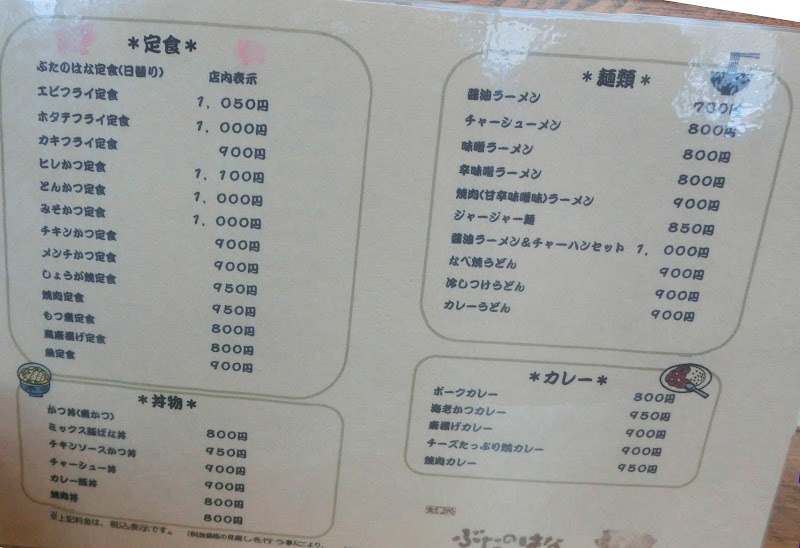 ＊定食＊
ぶたのはな定食(日替り) 店内表示
エビフライ定食 1,050円
ホタテフライ定食 1,000円
カキフライ定食 900円
ヒレかつ定食 1,100円
とんかつ定食 1,000円
みそかつ定食 1,000円
チキンかつ定食 900円
メンチかつ定食 900円
しょうが焼定食 950円
焼肉定食 950円
もつ煮定食 800円
鳥唐揚げ定食 800円
魚定食 900円
＊丼物＊
かつ丼(煮かつ) 800円
ミックス豚ばな丼 950円
チキンソースかつ丼 900円
チャーシュー丼 900円
カレー豚丼 800円
焼肉丼 800円
※上記料金は、税込表示です。
＊麺類＊
醤油ラーメン 700円
チャーシューメン 800円
味噌ラーメン 800円
辛味噌ラーメン 800円
焼肉(甘辛味噌味)ラーメン 900円
ジャージャー麺 850円
醤油ラーメン＆チャーハンセット 1,000円
なべ焼うどん 900円
冷しつけうどん 900円
カレーうどん 900円
＊カレー＊
ポークカレー 800円
海老かつカレー 950円
唐揚げカレー 900円
チーズたっぷり焼カレー 900円
焼肉カレー 950円
ぶたのはな